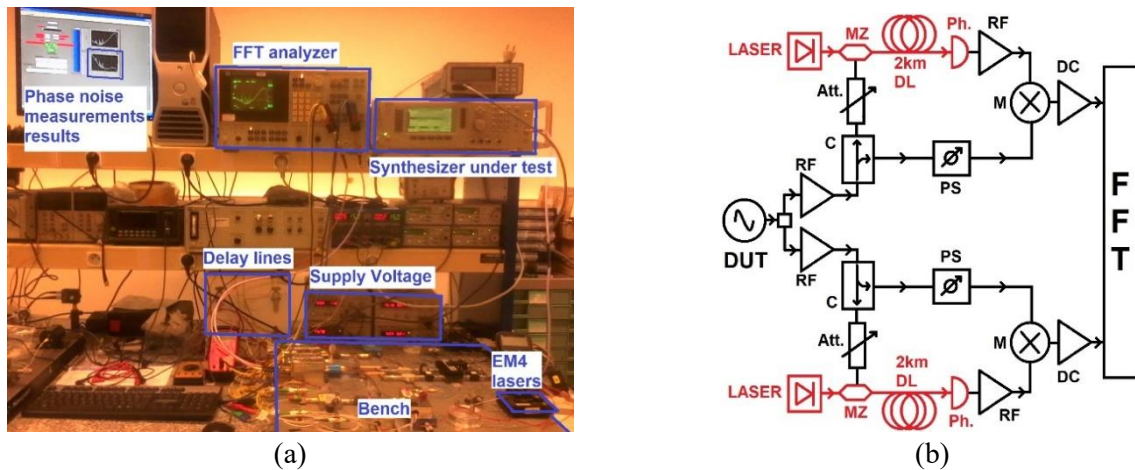 FFT analyzer
Phase noise
measurements
results
Synthesizer under test
Delay lines
Supply Voltage
EM4
lasers
Bench
(a)
LASER
MZ
2km
DL
Ph.
RF
DC
Att.
M
C
RF
PS
DUT
RF
C
PS
Att.
M
DC
LASER
MZ
2km
DL
Ph.
RF
FFT
(b)